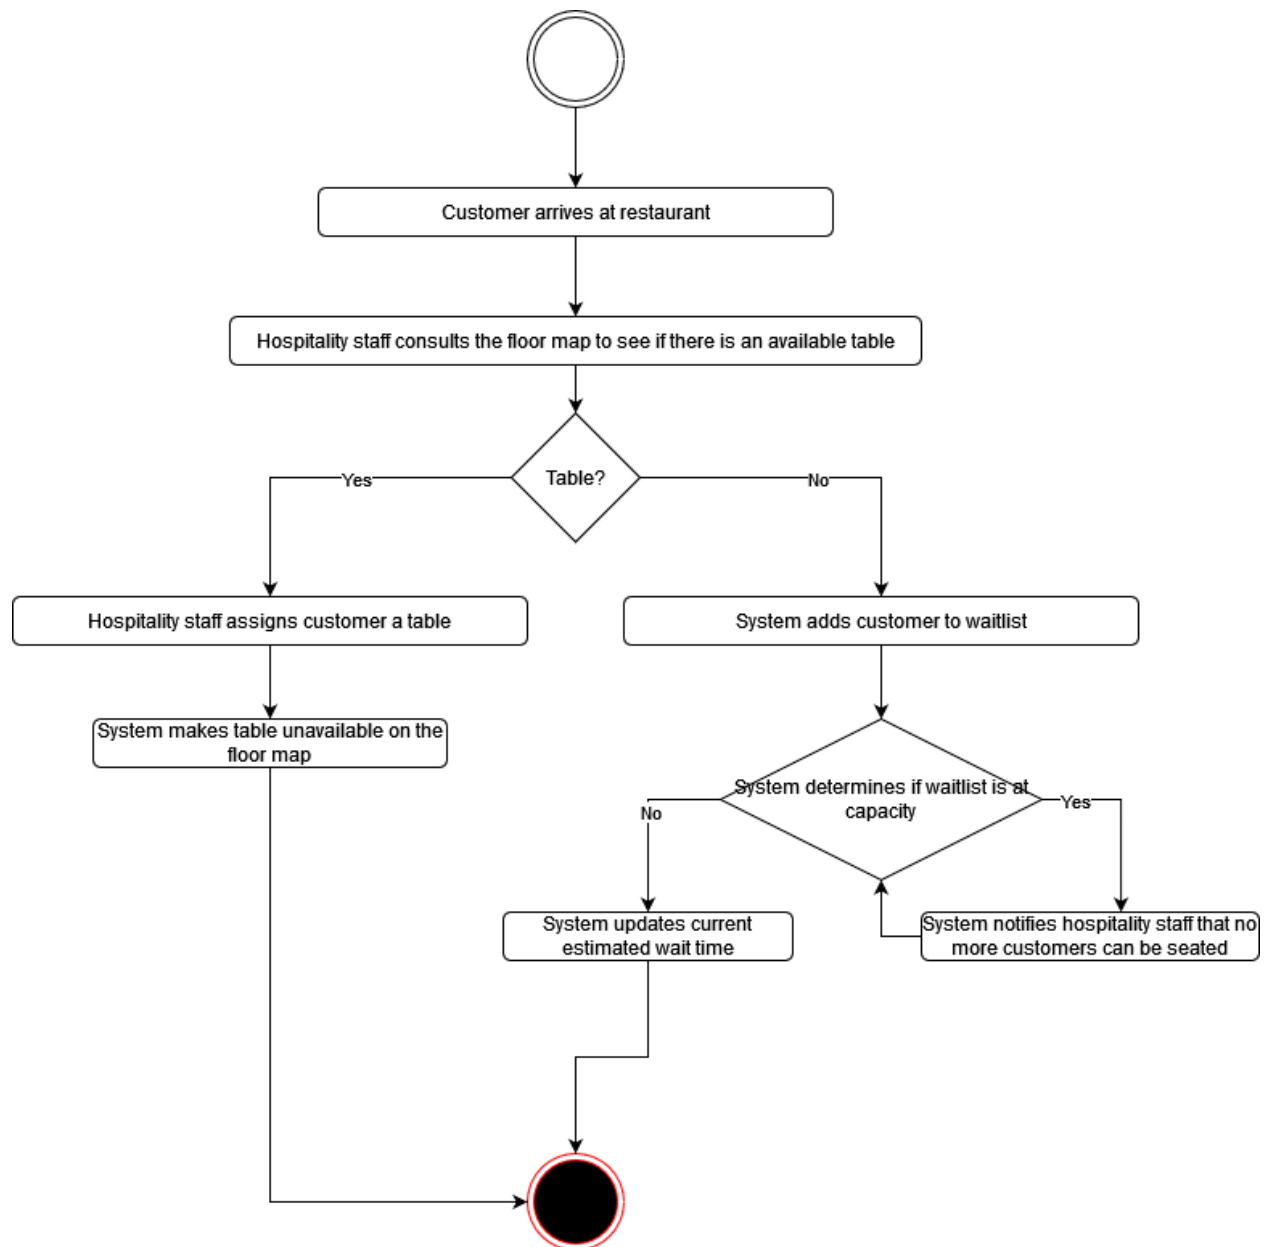 Customer arrives at restaurant
Hospitality staff consults the floor map to see if there is an available table
Table?
Yes
No
Hospitality staff assigns customer a table
System adds customer to waitlist
System makes table unavailable on the
floor map
System determines if waitlist is at
capacity
No
Yes
System updates current
estimated wait time
System notifies hospitality staff that no
more customers can be seated